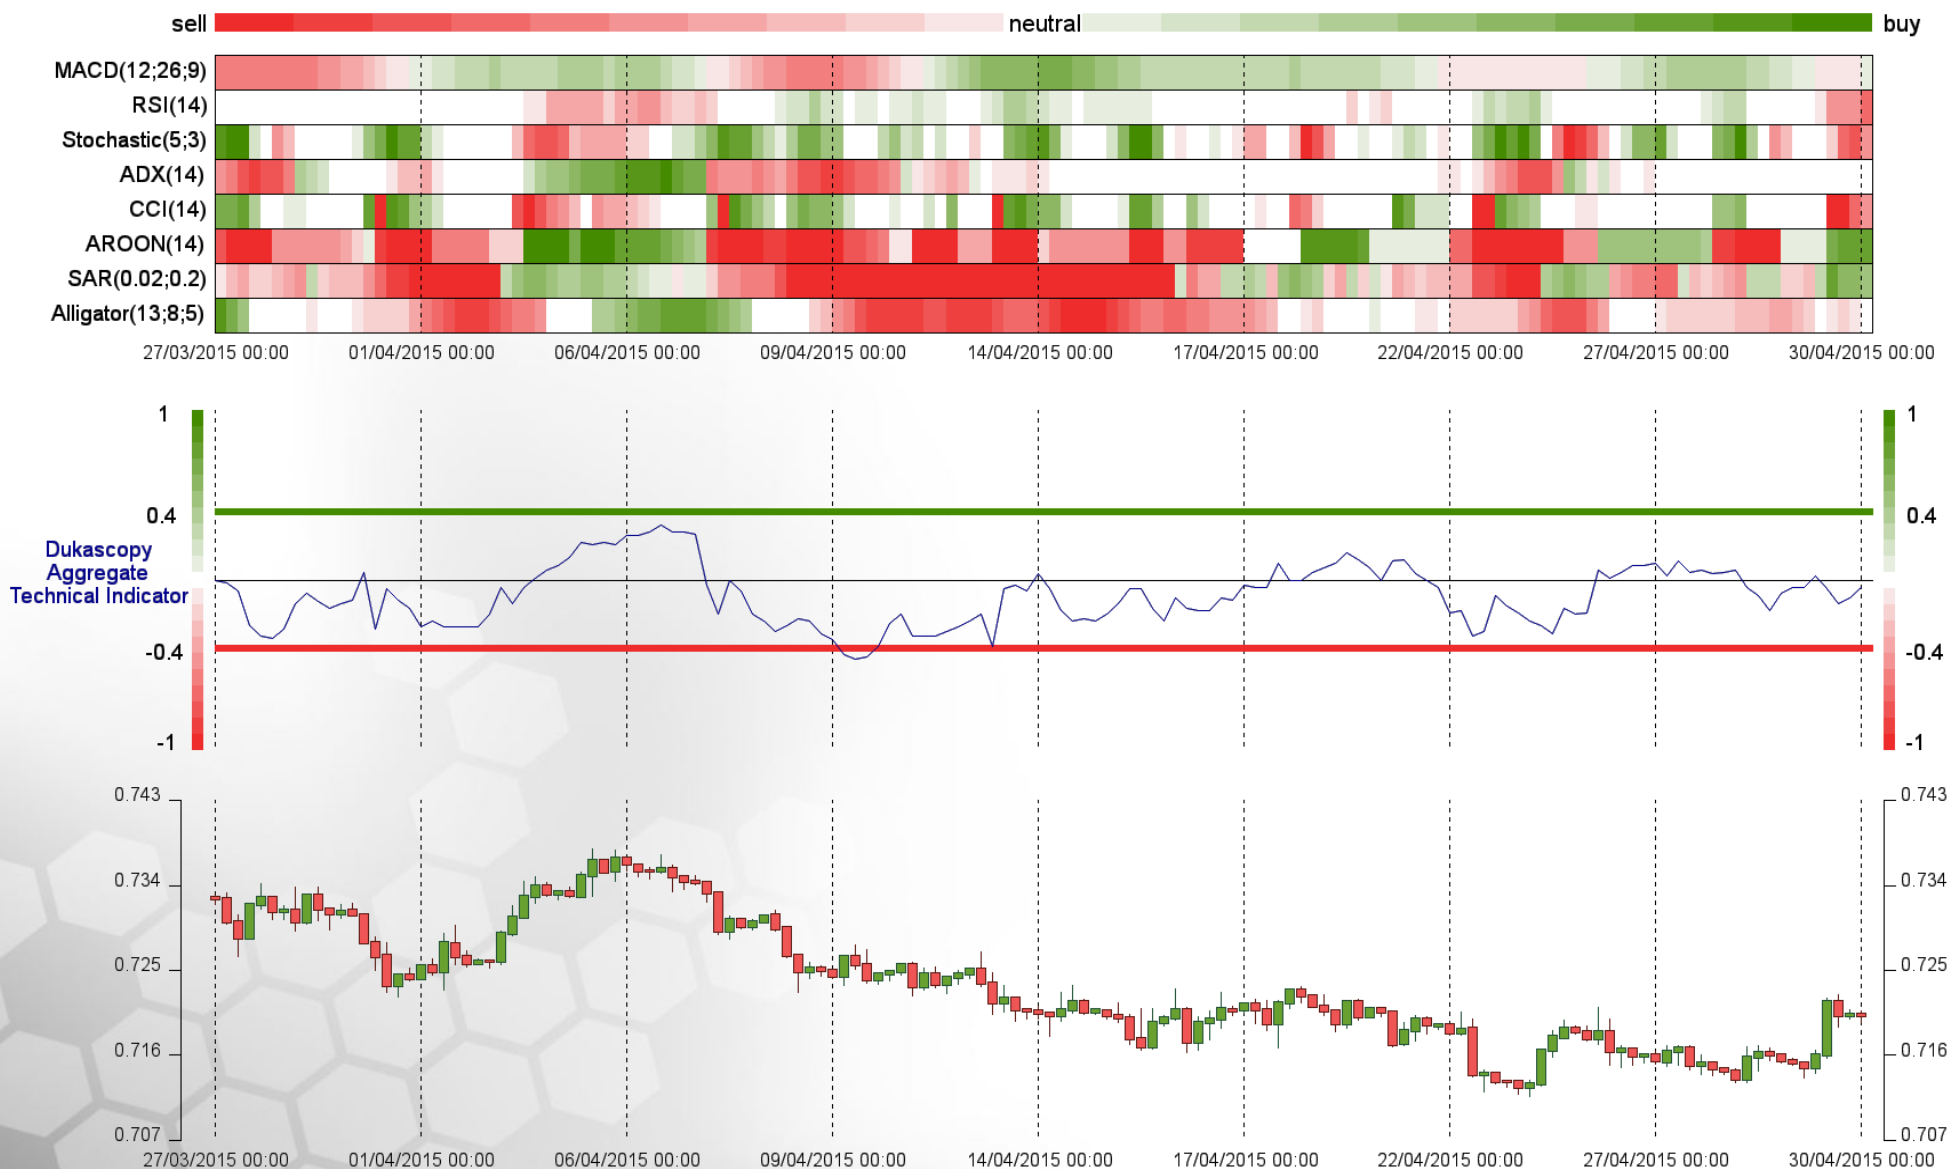 sell neutral buy
MACD(12;26;9)
RSI(14)
Stochastic(5;3)
ADX(14)
CCI(14)
AROON(14)
SAR(0.02;0.2)
Alligator(13;8;5)
27/03/2015 00:00 01/04/2015 00:00 06/04/2015 00:00 09/04/2015 00:00 14/04/2015 00:00 17/04/2015 00:00 22/04/2015 00:00 27/04/2015 00:00 30/04/2015 00:00
1 1
0.4 0.4
Dukascopy
Aggregate
Technical Indicator
-0.4 -0.4
-1 -1
0.743 0.743
0.734 0.734
0.725 0.725
0.716 0.716
0.707 0.707
27/03/2015 00:00 01/04/2015 00:00 06/04/2015 00:00 09/04/2015 00:00 14/04/2015 00:00 17/04/2015 00:00 22/04/2015 00:00 27/04/2015 00:00 30/04/2015 00:00